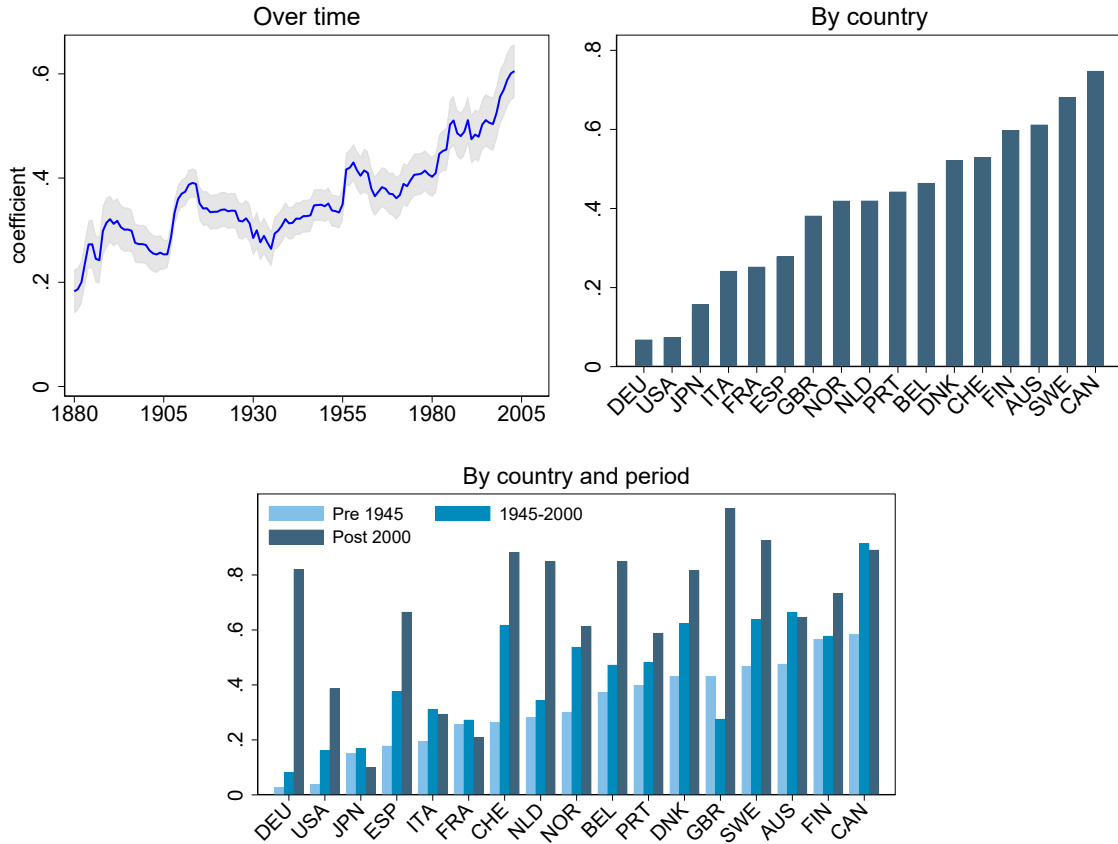 Over time
coefficient
.6
.4
.2
0
1880 1905 1930 1955 1980 2005
By country
.8
.6
.4
.2
0
DEU USA JPN ITA FRA ESP GBR NOR NLD PRT BEL DNK CHE FIN AUS SWE CAN
By country and period
Pre 1945 1945-2000
Post 2000
.8
.6
.4
.2
0
DEU USA JPN ESP ITA FRA CHE NLD NOR BEL PRT DNK GBR SWE AUS FIN CAN